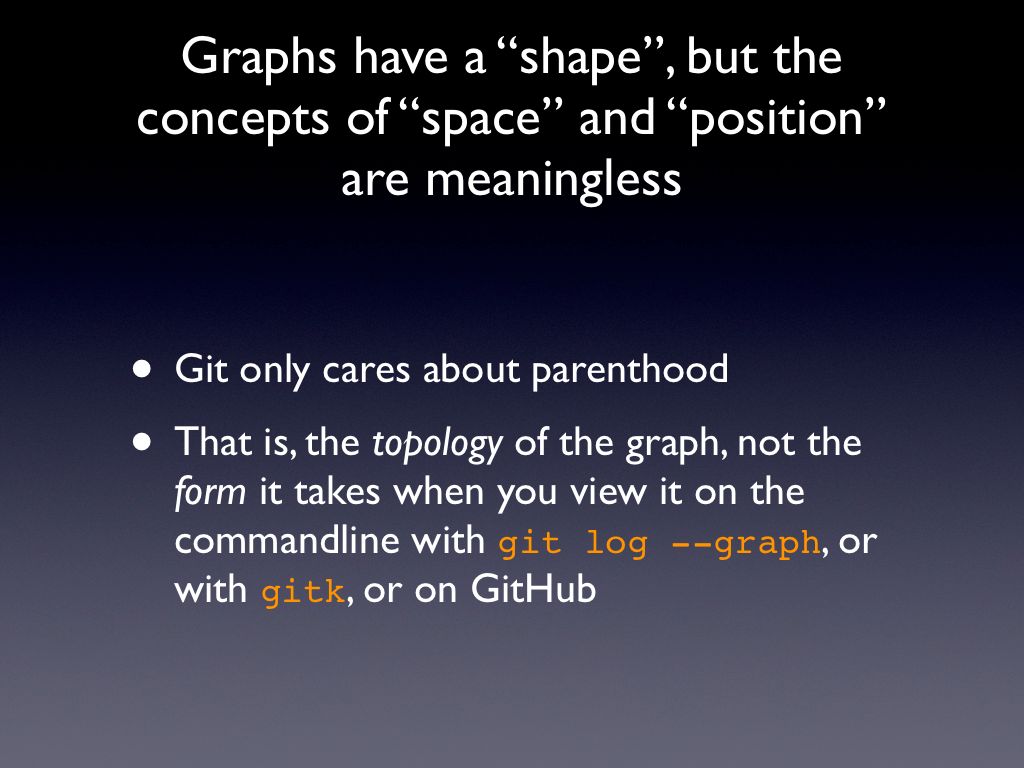 Graphs have a “shape”, but the
concepts of “space” and “position”
are meaningless
• Git only cares about parenthood
• That is, the topology of the graph, not the
form it takes when you view it on the
commandline with git log --graph, or
with gitk, or on GitHub